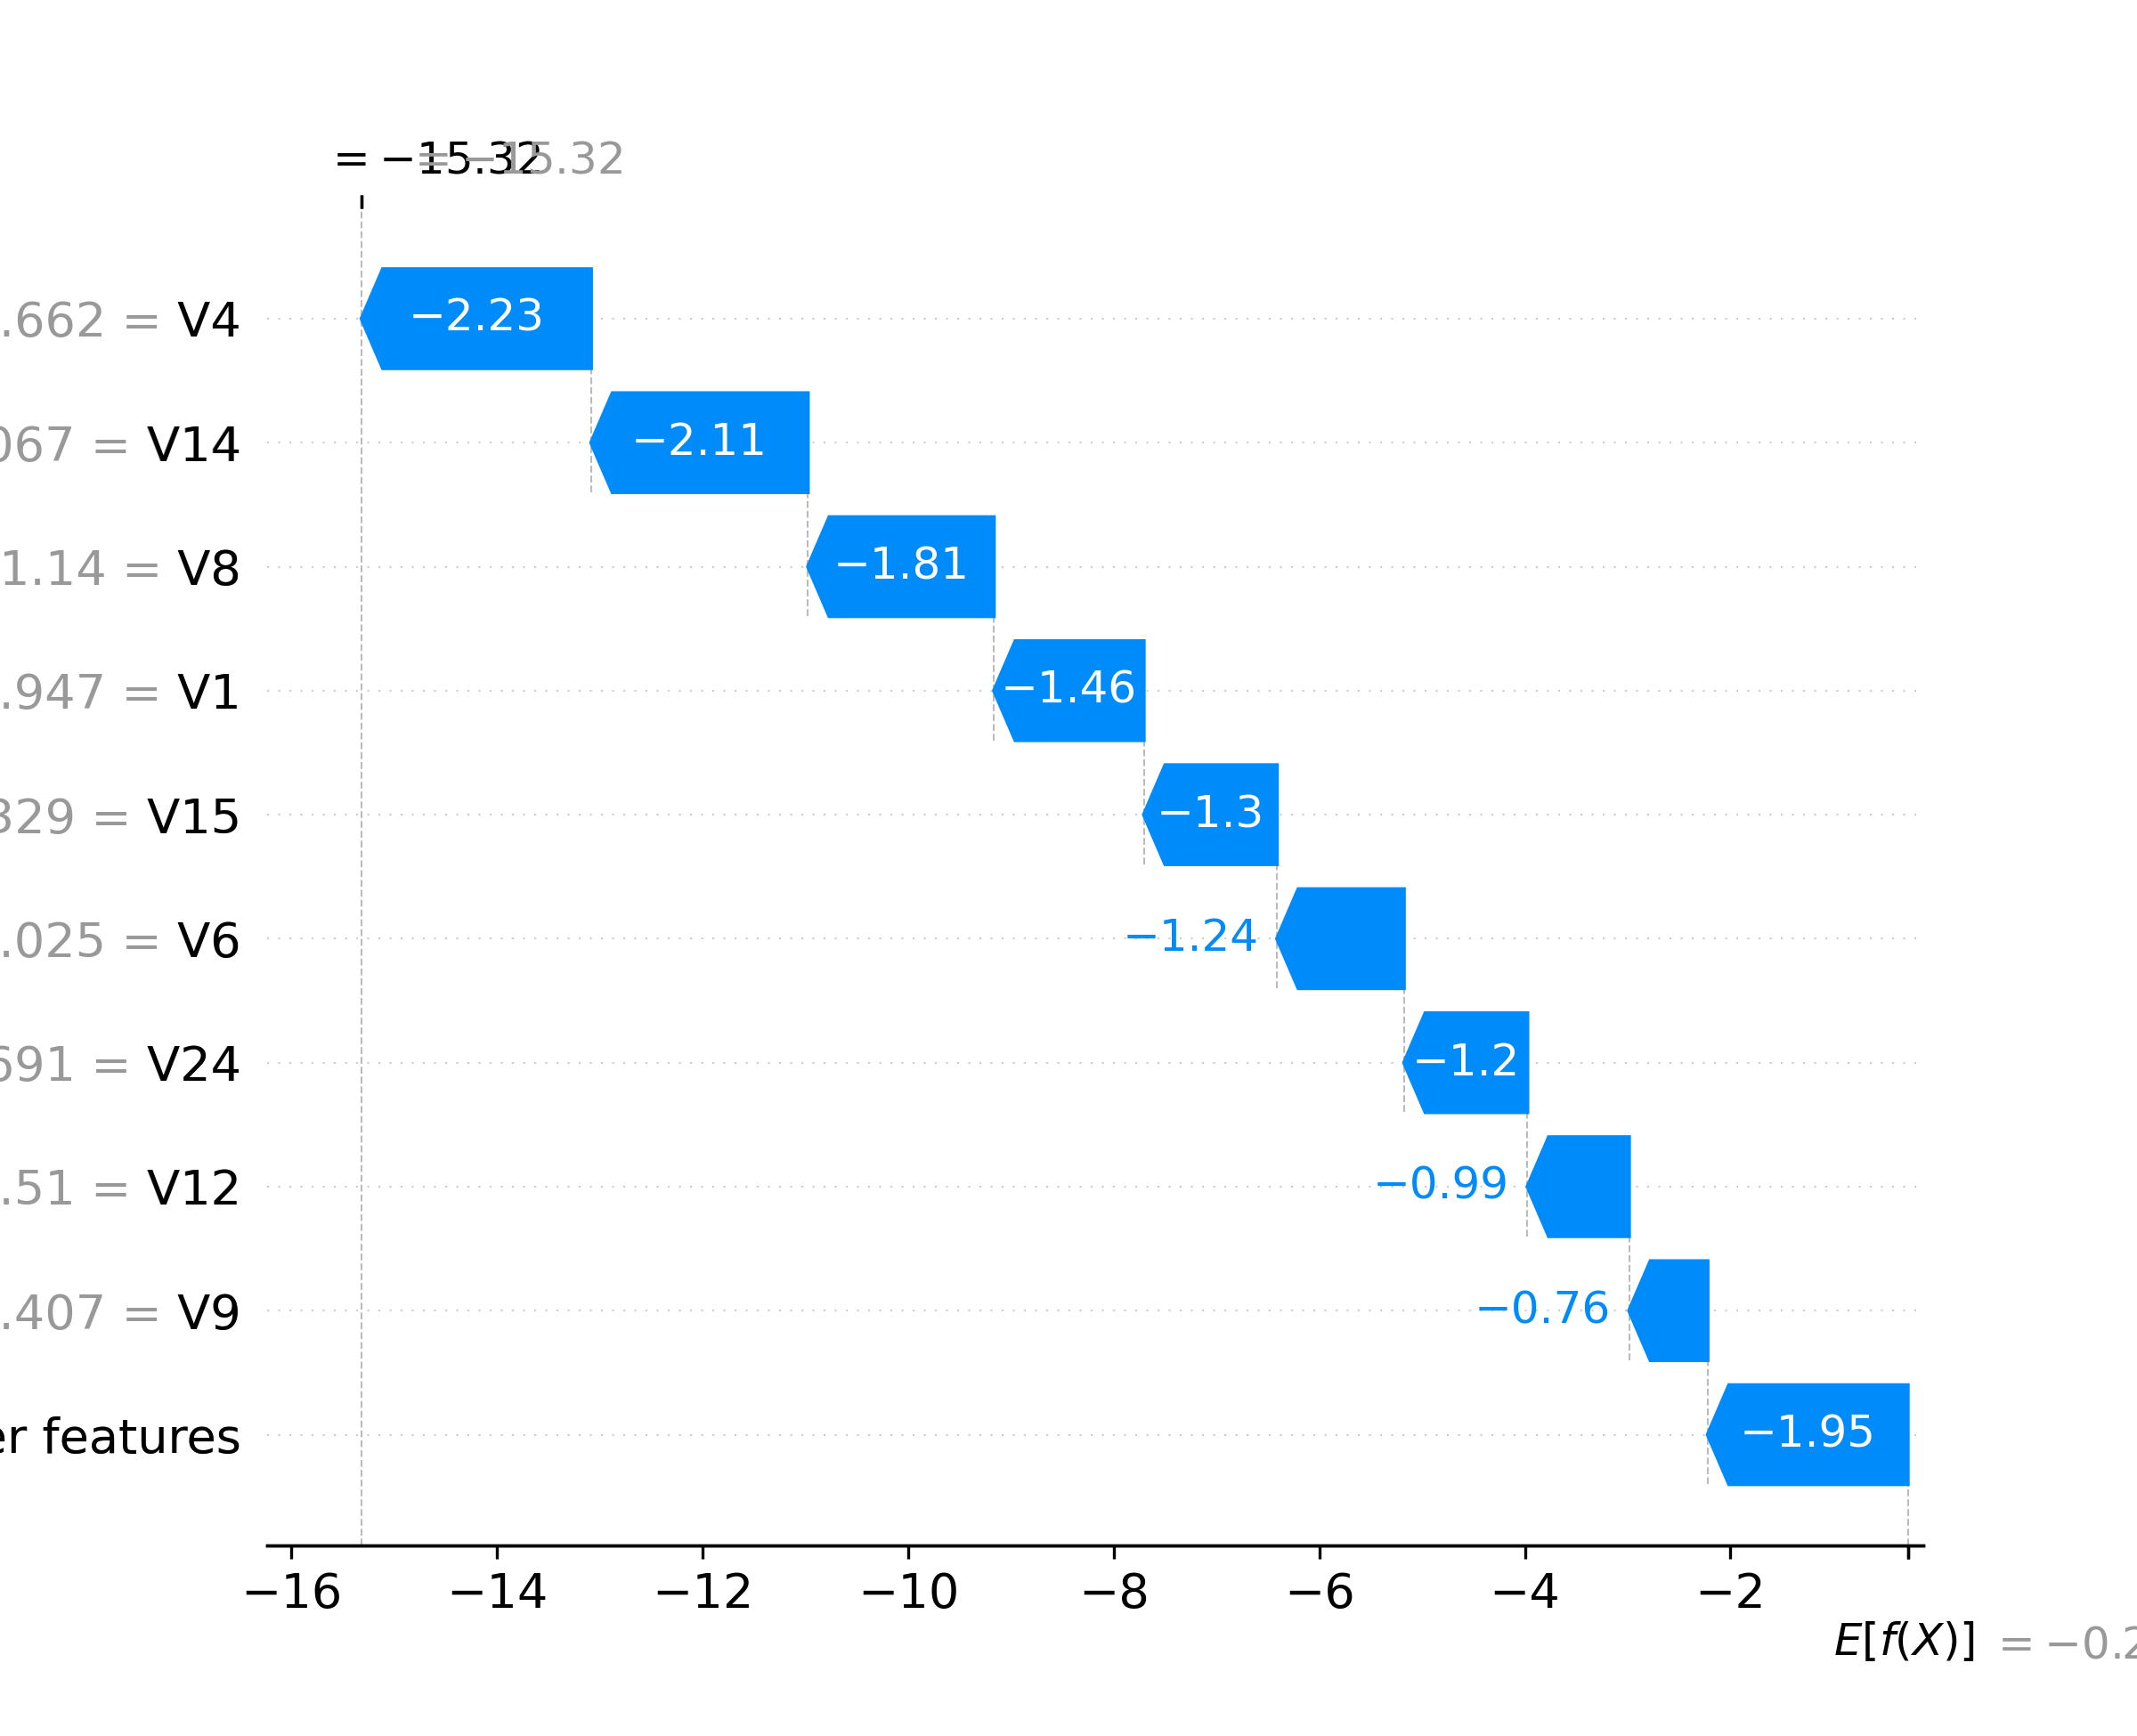 = −15.32
= −15.32
.662 = V4
−2.23
067 = V14
−2.11
1.14 = V8
−1.81
.947 = V1
−1.46
329 = V15
−1.3
.025 = V6
−1.24
691 = V24
−1.2
.51 = V12
−0.99
.407 = V9
−0.76
er features
−1.95
−16 −14 −12 −10 −8 −6 −4 −2
E[f(X)] = −0.2